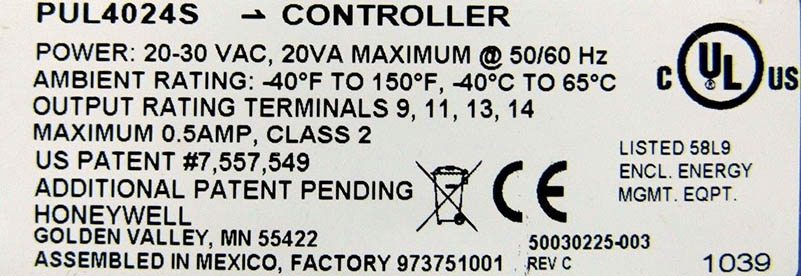 PUL4024S ⇀ CONTROLLER
POWER: 20-30 VAC, 20VA MAXIMUM @ 50/60 Hz
AMBIENT RATING: -40°F TO 150°F, -40°C TO 65°C
OUTPUT RATING TERMINALS 9, 11, 13, 14
MAXIMUM 0.5AMP, CLASS 2
US PATENT #7,557,549
ADDITIONAL PATENT PENDING
HONEYWELL
GOLDEN VALLEY, MN 55422
ASSEMBLED IN MEXICO, FACTORY 973751001
C UL ® US
LISTED 58L9
ENCL. ENERGY
MGMT. EQPT.
CE
50030225-003
REV C
1039